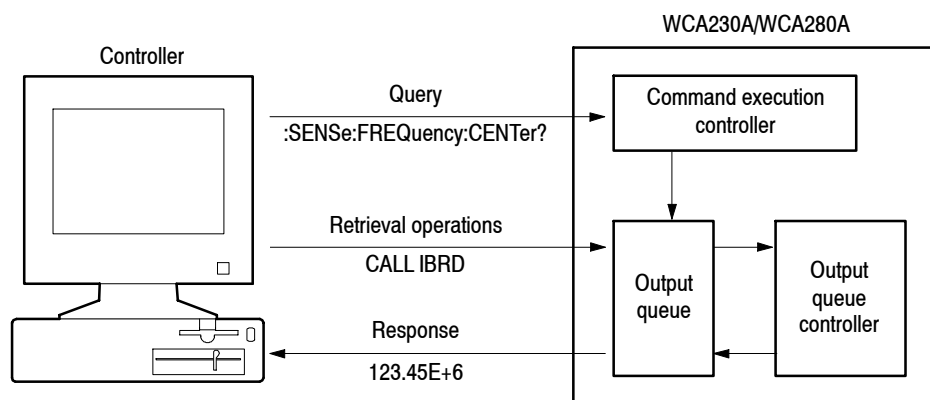 WCA230A/WCA280A
Controller
Query
:SENSe:FREQuency:CENTer?
Command execution
controller
Retrieval operations
CALL IBRD
Output
queue
Output
queue
controller
Response
123.45E+6